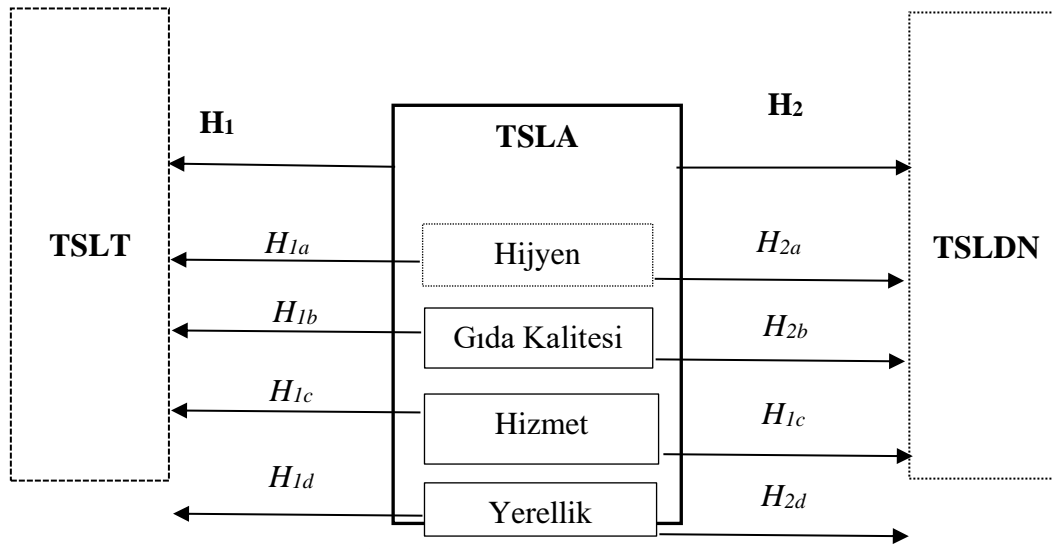 H1
H2
TSLA
TSLT
TSLDN
H1a
Hijyen
H2a
H1b
Gıda Kalitesi
H2b
H1c
Hizmet
H1c
H1d
Yerellik
H2d